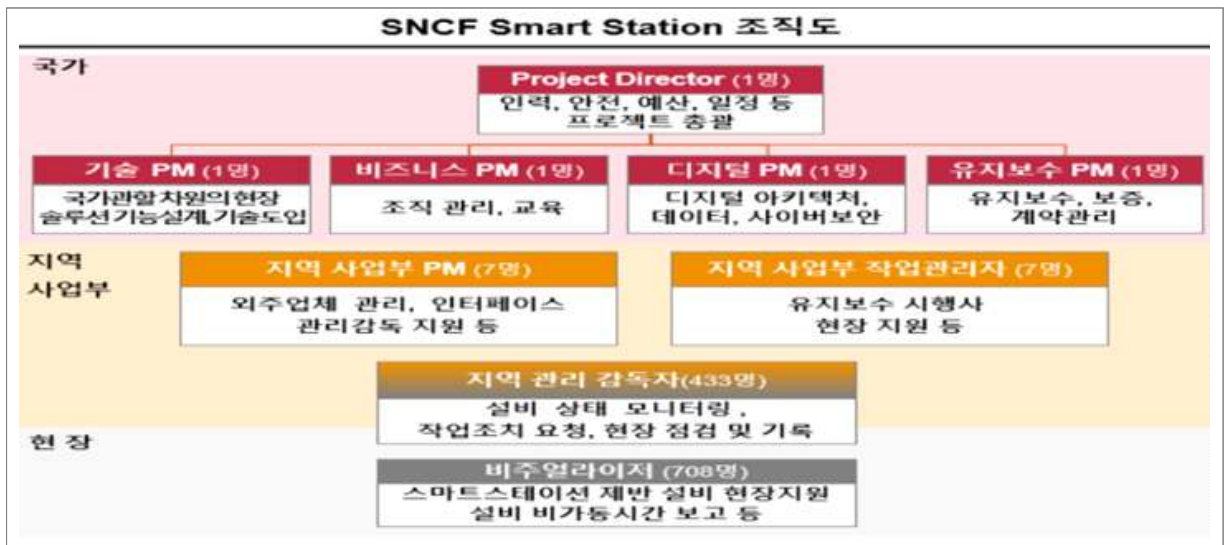 SNCF Smart Station 조직도
국가
Project Director (1명)
인력, 안전, 예산, 일정 등
프로젝트 총괄
기술 PM (1명)
국가관할 차원의 현장
솔루션 기능설계, 기술도입
비즈니스 PM (1명)
조직 관리, 교육
디지털 PM (1명)
디지털 아키텍처,
데이터, 사이버보안
유지보수 PM (1명)
유지보수, 보증,
계약관리
지역
사업부
지역 사업부 PM (7명)
외주업체 관리, 인터페이스
관리감독 지원 등
지역 사업부 작업관리자 (7명)
유지보수 시행사
현장 지원 등
지역 관리 감독자(433명)
설비 상태 모니터링,
작업조치 요청, 현장 점검 및 기록
현 장
비주얼라이저 (708명)
스마트스테이션 제반 설비 현장지원
설비 비가동시간 보고 등